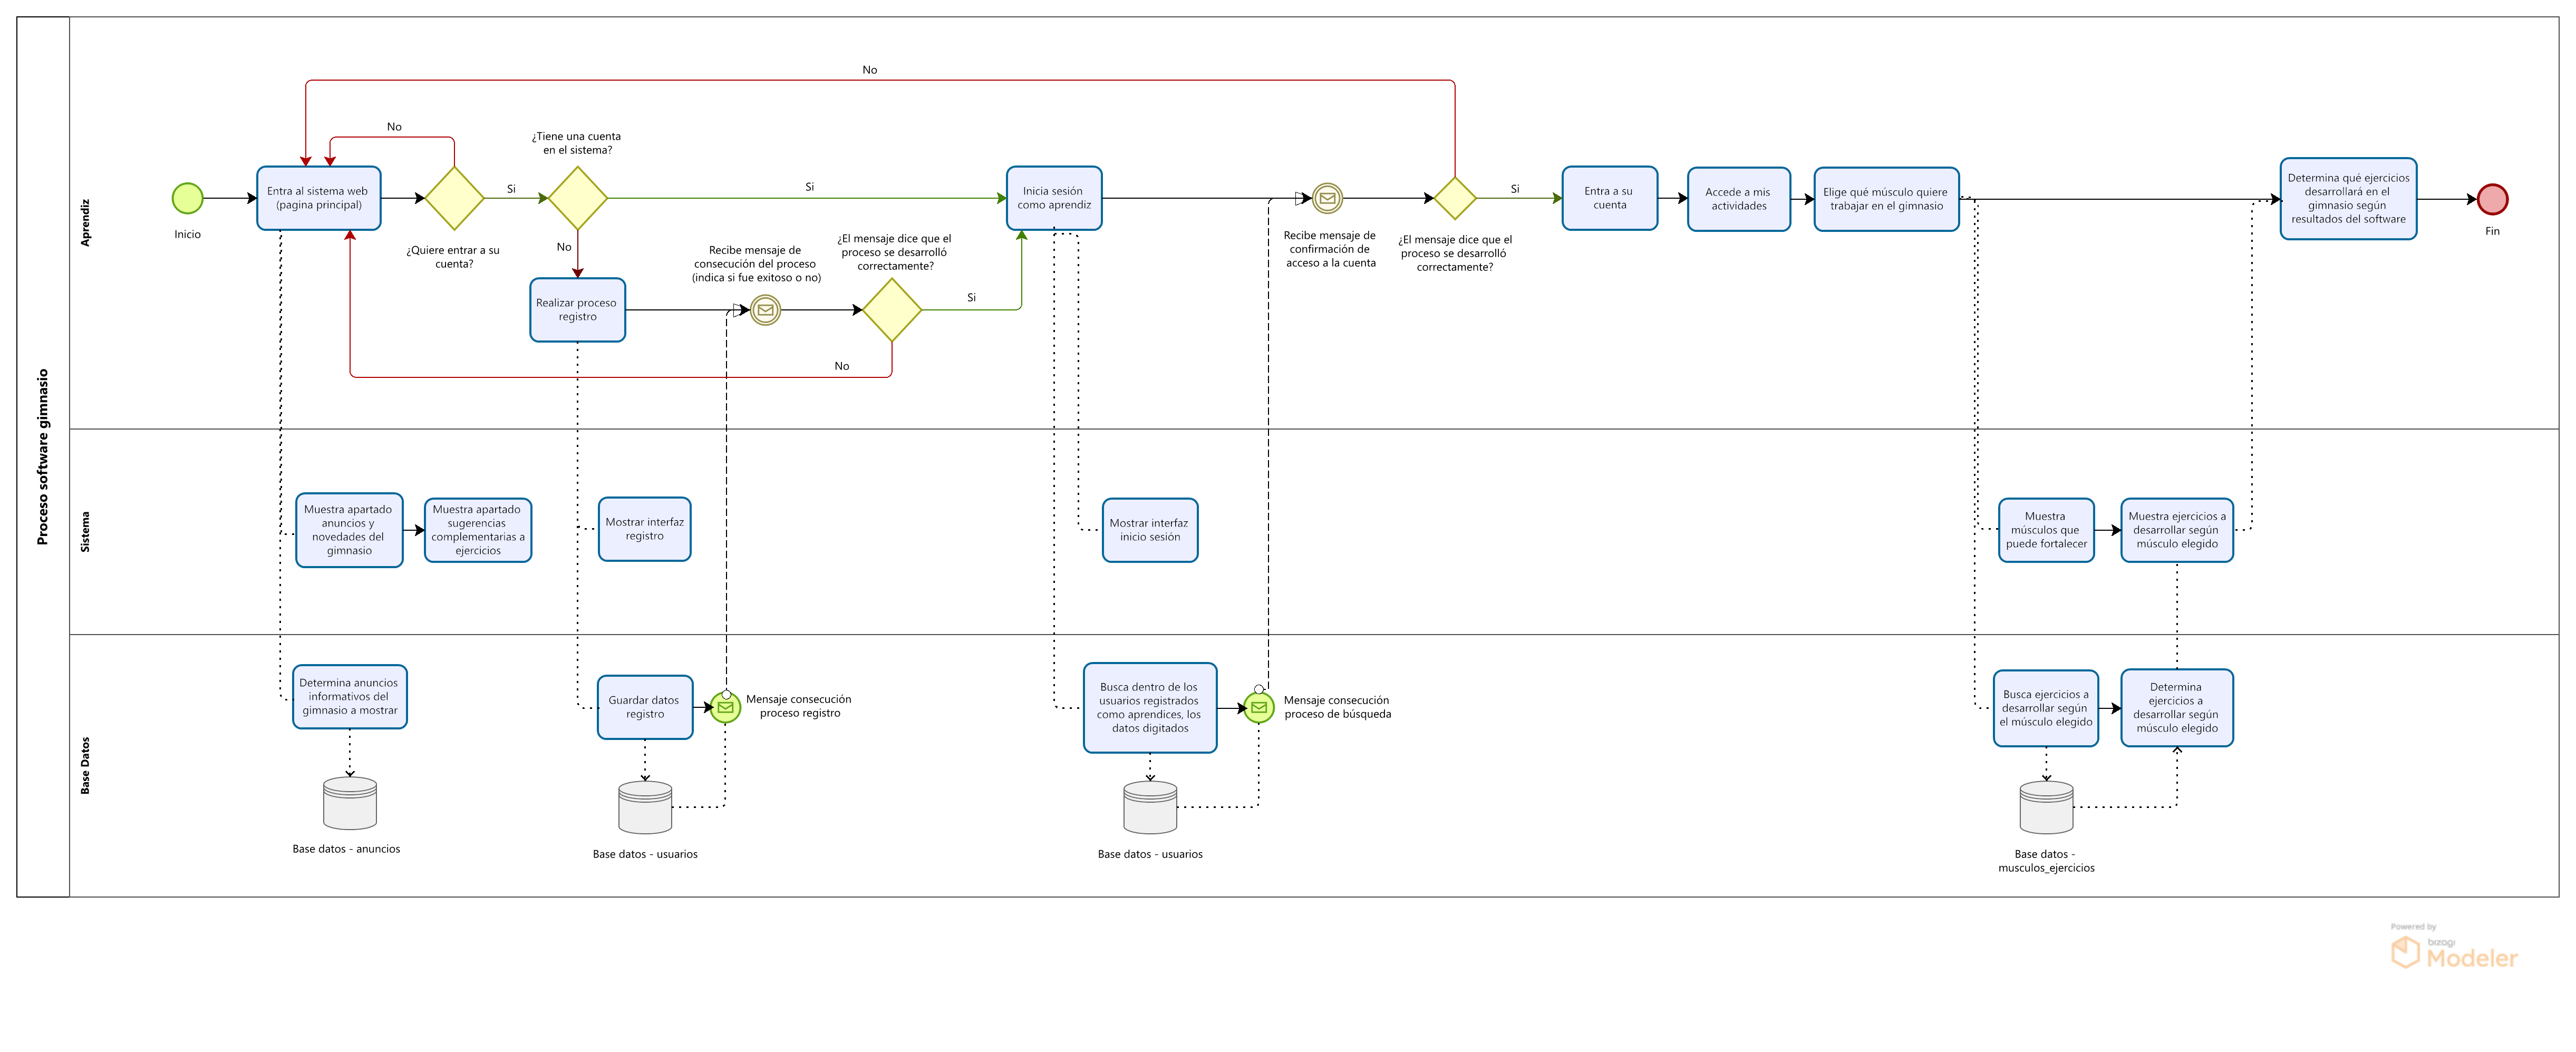 Proceso software gimnasio
Aprendiz
No
No
¿Tiene una cuenta
en el sistema?
Inicio
Entra al sistema web
(pagina principal)
¿Quiere entrar a su
cuenta?
Si
Si
No
Realizar proceso
registro
Recibe mensaje de
consecución del proceso
(indica si fue exitoso o no)
¿El mensaje dice que el
proceso se desarrolló
correctamente?
Si
No
Inicia sesión
como aprendiz
Recibe mensaje de
confirmación de
acceso a la cuenta
¿El mensaje dice que el
proceso se desarrolló
correctamente?
Si
Entra a su
cuenta
Accede a mis
actividades
Elige qué músculo quiere
trabajar en el gimnasio
Determina qué ejercicios
desarrollará en el
gimnasio según
resultados del software
Fin
Sistema
Muestra apartado
anuncios y
novedades del
gimnasio
Muestra apartado
sugerencias
complementarias a
ejercicios
Mostrar interfaz
registro
Mostrar interfaz
inicio sesión
Muestra
músculos que
puede fortalecer
Muestra ejercicios a
desarrollar según
músculo elegido
Base Datos
Determina anuncios
informativos del
gimnasio a mostrar
Base datos - anuncios
Guardar datos
registro
Mensaje consecución
proceso registro
Base datos - usuarios
Busca dentro de los
usuarios registrados
como aprendices, los
datos digitados
Mensaje consecución
proceso de búsqueda
Base datos - usuarios
Busca ejercicios a
desarrollar según
el músculo elegido
Determina
ejercicios a
desarrollar según
músculo elegido
Base datos -
musculos_ejercicios
Powered by
bizagi
Modeler